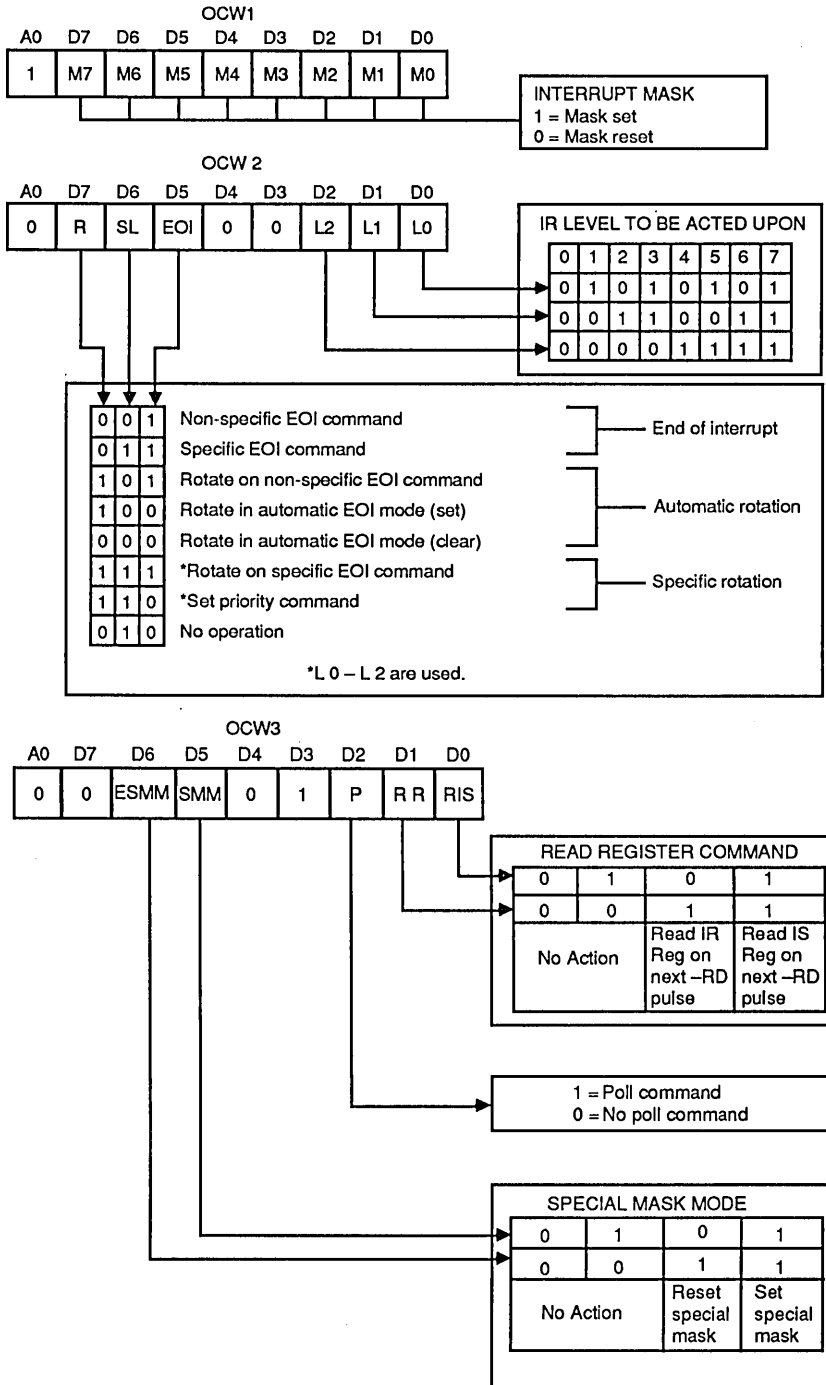 OCW1
A0 D7 D6 D5 D4 D3 D2 D1 D0
1 M7 M6 M5 M4 M3 M2 M1 M0
INTERRUPT MASK
1 = Mask set
0 = Mask reset
OCW 2
A0 D7 D6 D5 D4 D3 D2 D1 D0
0 R SL EOI 0 0 L2 L1 L0
IR LEVEL TO BE ACTED UPON
0 1 2 3 4 5 6 7
0 1 0 1 0 1 0 1
0 0 1 1 0 0 1 1
0 0 0 0 1 1 1 1
0 0 1 Non-specific EOI command
End of interrupt
0 1 1 Specific EOI command
1 0 1 Rotate on non-specific EOI command
1 0 0 Rotate in automatic EOI mode (set)
Automatic rotation
0 0 0 Rotate in automatic EOI mode (clear)
1 1 1 *Rotate on specific EOI command
Specific rotation
1 1 0 *Set priority command
0 1 0 No operation
*L 0 – L 2 are used.
OCW3
A0 D7 D6 D5 D4 D3 D2 D1 D0
0 0 ESMM SMM 0 1 P R R RIS
READ REGISTER COMMAND
0 1 0 1
0 0 1 1
No Action
Read IR
Reg on
next –RD
pulse
Read IS
Reg on
next –RD
pulse
1 = Poll command
0 = No poll command
SPECIAL MASK MODE
0 1 0 1
0 0 1 1
No Action
Reset
special
mask
Set
special
mask